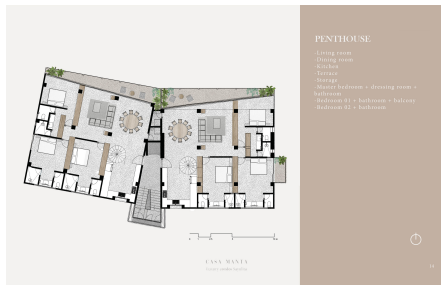 PENTHOUSE
-Living room
-Dining room
-Kitchen
-Terrace
-Storage
-Master bedroom + dressing room +
bathroom
-Bedroom 01 + bathroom + balcony
-Bedroom 02 + bathroom
CASA MANTA